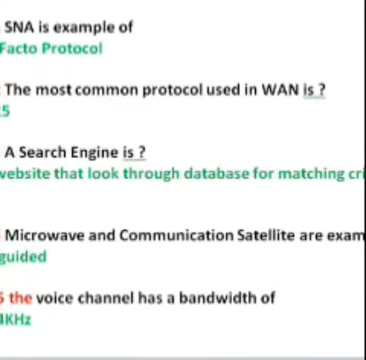 SNA is example of
Facto Protocol
The most common protocol used in WAN is ?
5
A Search Engine is ?
website that look through database for matching cri
Microwave and Communication Satellite are exam
guided
the voice channel has a bandwidth of
KHz